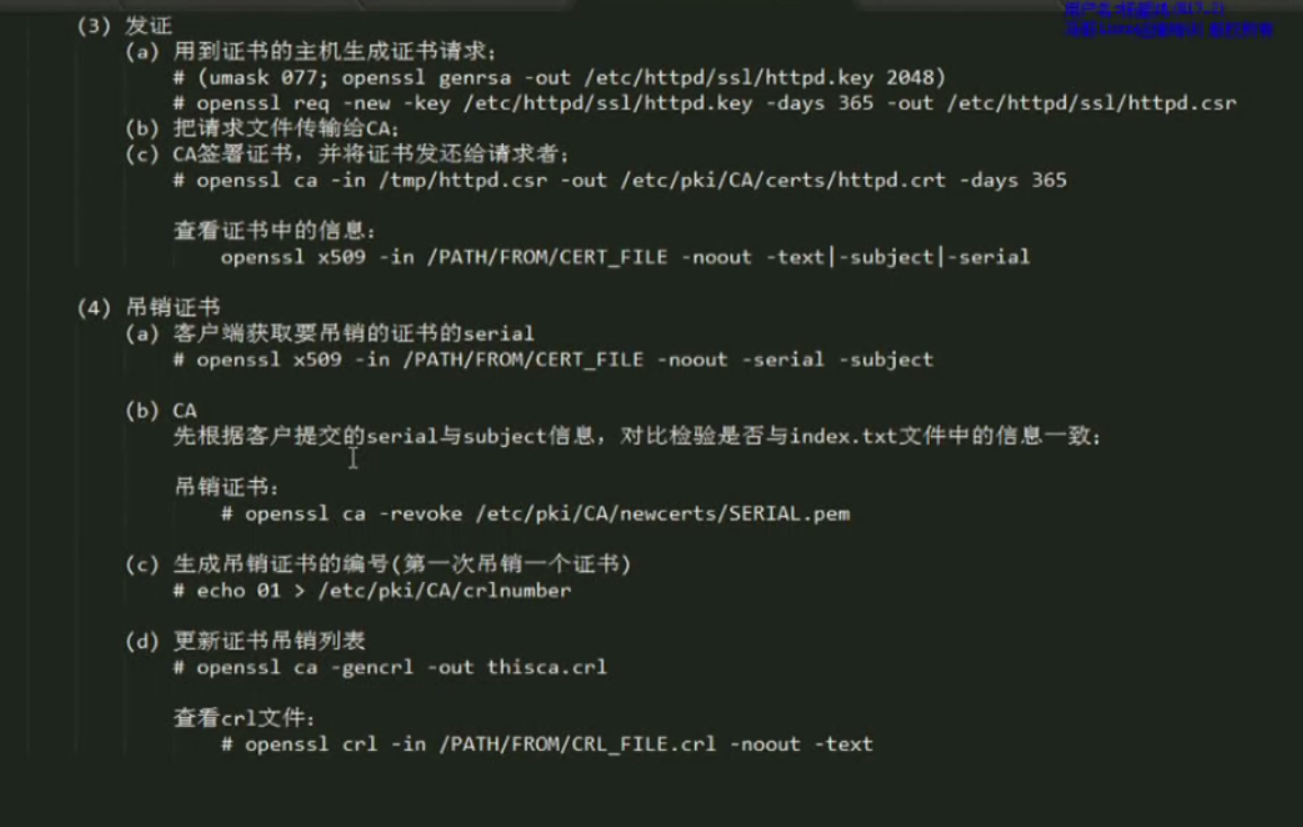 (3) 发证
(a) 用到证书的主机生成证书请求;
# (umask 077; openssl genrsa -out /etc/httpd/ssl/httpd.key 2048)
# openssl req -new -key /etc/httpd/ssl/httpd.key -days 365 -out /etc/httpd/ssl/httpd.csr
(b) 把请求文件传输给CA;
(c) CA签署证书，并将证书发还给请求者;
# openssl ca -in /tmp/httpd.csr -out /etc/pki/CA/certs/httpd.crt -days 365
查看证书中的信息:
openssl x509 -in /PATH/FROM/CERT_FILE -noout -text|-subject|-serial
(4) 吊销证书
(a) 客户端获取要吊销的证书的serial
# openssl x509 -in /PATH/FROM/CERT_FILE -noout -serial -subject
(b) CA
先根据客户提交的serial与subject信息，对比检验是否与index.txt文件中的信息一致;
吊销证书:
# openssl ca -revoke /etc/pki/CA/newcerts/SERIAL.pem
(c) 生成吊销证书的编号(第一次吊销一个证书)
# echo 01 > /etc/pki/CA/crlnumber
(d) 更新证书吊销列表
# openssl ca -gencrl -out thisca.crl
查看crl文件:
# openssl crl -in /PATH/FROM/CRL_FILE.crl -noout -text